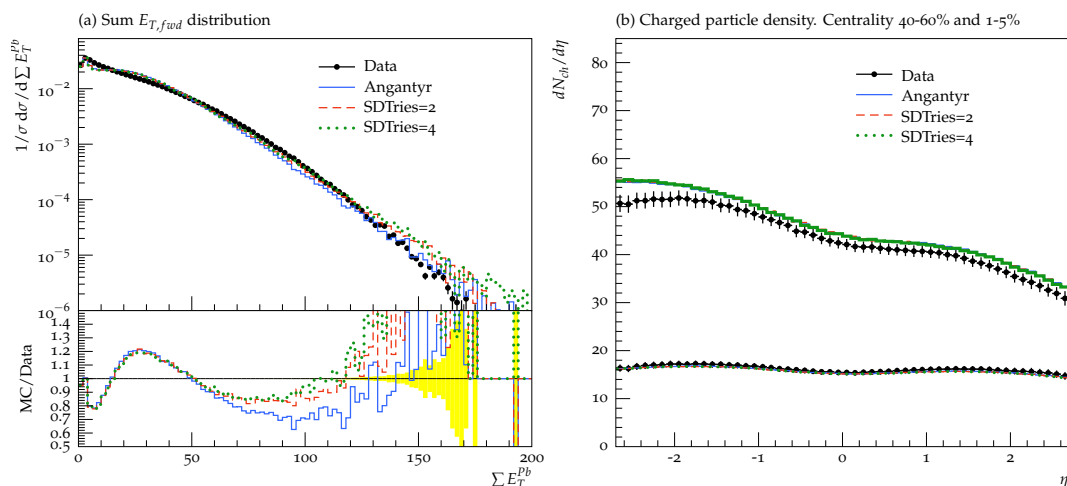 (a) Sum E_{T,fwd} distribution
1/σ dσ/d∑ E_T^{Pb}
10^{−2}
10^{−3}
10^{−4}
10^{−5}
10^{−6}
Data
Angantyr
SDTries=2
SDTries=4
MC/Data
1.4
1.3
1.2
1.1
1
0.9
0.8
0.7
0.6
0.5
0 50 100 150 200
∑ E_T^{Pb}
(b) Charged particle density. Centrality 40-60% and 1-5%
dN_{ch}/dη
80
70
60
50
40
30
20
10
0
Data
Angantyr
SDTries=2
SDTries=4
-2 -1 0 1 2
η